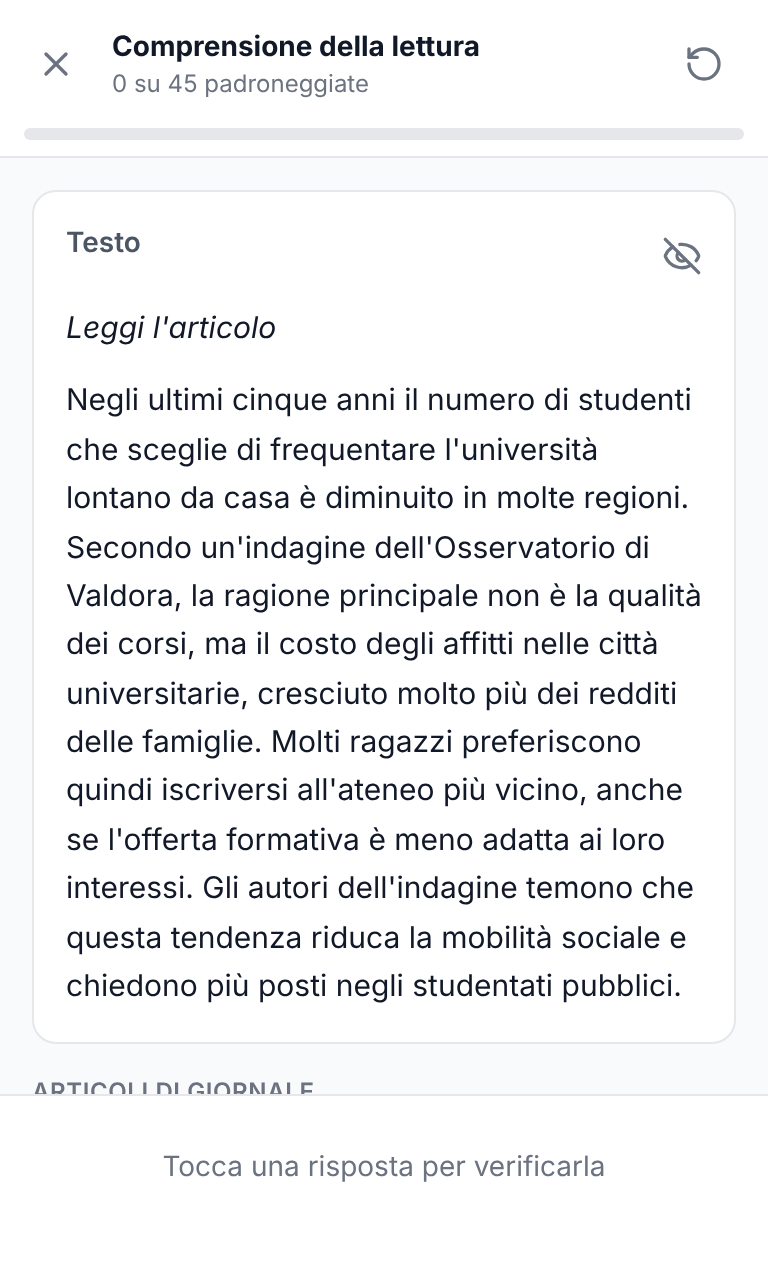 Comprensione della lettura
0 su 45 padroneggiate
Testo
Leggi l'articolo
Negli ultimi cinque anni il numero di studenti
che sceglie di frequentare l'università
lontano da casa è diminuito in molte regioni.
Secondo un'indagine dell'Osservatorio di
Valdora, la ragione principale non è la qualità
dei corsi, ma il costo degli affitti nelle città
universitarie, cresciuto molto più dei redditi
delle famiglie. Molti ragazzi preferiscono
quindi iscriversi all'ateneo più vicino, anche
se l'offerta formativa è meno adatta ai loro
interessi. Gli autori dell'indagine temono che
questa tendenza riduca la mobilità sociale e
chiedono più posti negli studentati pubblici.
ARTICOLI DI GIORNALE
Tocca una risposta per verificarla